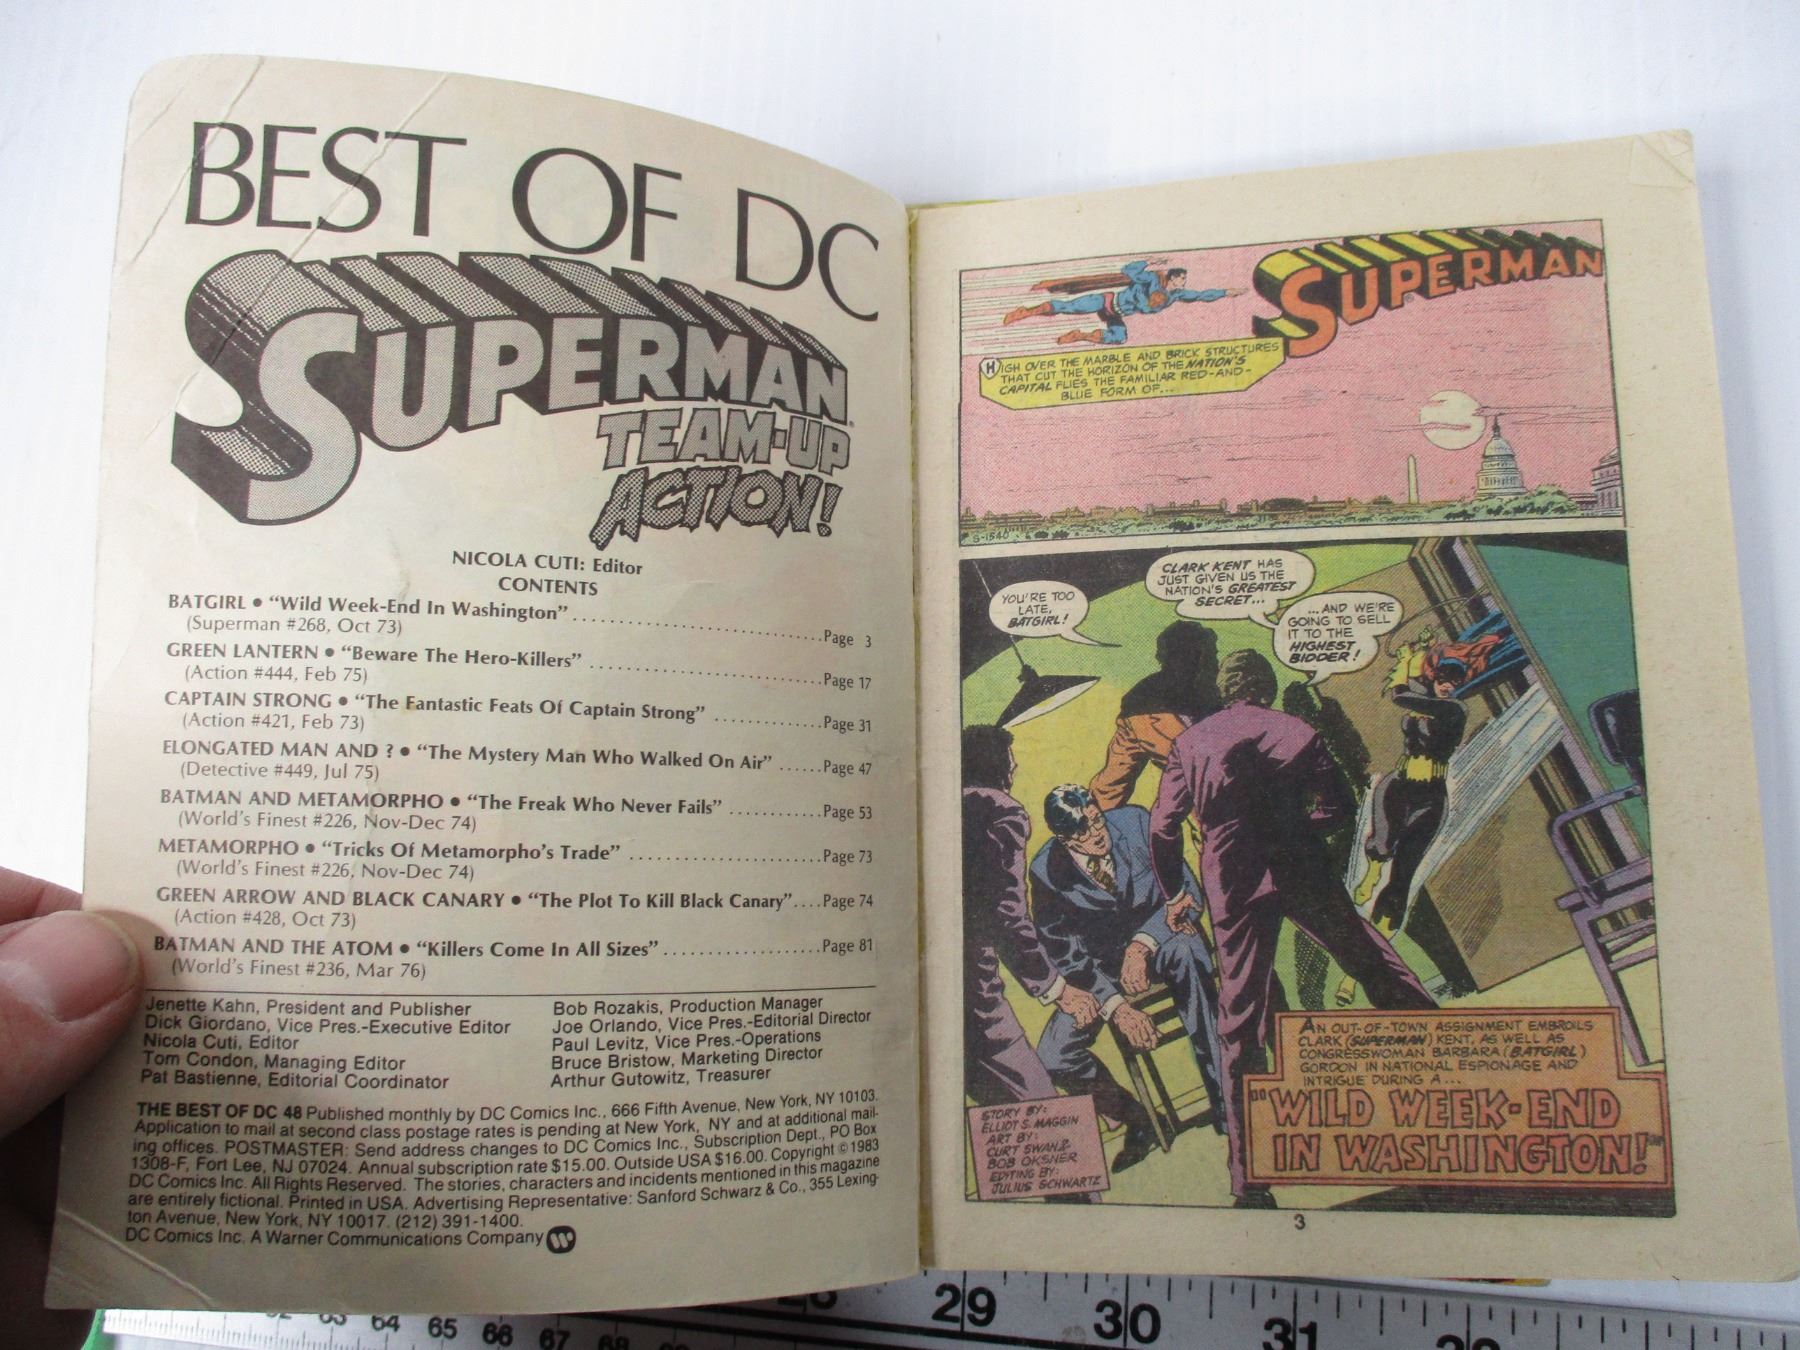 BEST OF DC
SUPERMAN
TEAM-UP
ACTION!
NICOLA CUTI: Editor
CONTENTS
BATGIRL • "Wild Week-End In Washington" ........ Page 3
(Superman #268, Oct 73)
GREEN LANTERN • "Beware The Hero-Killers" ........ Page 17
(Action #444, Feb 75)
CAPTAIN STRONG • "The Fantastic Feats Of Captain Strong" ........ Page 31
(Action #421, Feb 73)
ELONGATED MAN AND ? • "The Mystery Man Who Walked On Air" ...... Page 47
(Detective #449, Jul 75)
BATMAN AND METAMORPHO • "The Freak Who Never Fails" ........ Page 53
(World's Finest #226, Nov-Dec 74)
METAMORPHO • "Tricks Of Metamorpho's Trade" ........ Page 73
(World's Finest #226, Nov-Dec 74)
GREEN ARROW AND BLACK CANARY • "The Plot To Kill Black Canary".... Page 74
(Action #428, Oct 73)
BATMAN AND THE ATOM • "Killers Come In All Sizes" ........ Page 81
(World's Finest #236, Mar 76)
Jenette Kahn, President and Publisher
Dick Giordano, Vice Pres.-Executive Editor
Nicola Cuti, Editor
Tom Condon, Managing Editor
Pat Bastienne, Editorial Coordinator
Bob Rozakis, Production Manager
Joe Orlando, Vice Pres.-Editorial Director
Paul Levitz, Vice Pres.-Operations
Bruce Bristow, Marketing Director
Arthur Gutowitz, Treasurer
THE BEST OF DC 48 Published monthly by DC Comics Inc., 666 Fifth Avenue, New York, NY 10103.
Application to mail at second class postage rates is pending at New York, NY and at additional mail-
ing offices. POSTMASTER: Send address changes to DC Comics Inc., Subscription Dept., PO Box
1308-F, Fort Lee, NJ 07024. Annual subscription rate $15.00. Outside USA $16.00. Copyright © 1983
DC Comics Inc. All Rights Reserved. The stories, characters and incidents mentioned in this magazine
are entirely fictional. Printed in USA. Advertising Representative: Sanford Schwarz & Co., 355 Lexing-
ton Avenue, New York, NY 10017. (212) 391-1400.
DC Comics Inc. A Warner Communications Company
SUPERMAN
HIGH OVER THE MARBLE AND BRICK STRUCTURES
THAT CUT THE HORIZON OF THE NATION'S
CAPITAL FLIES THE FAMILIAR RED-AND-
BLUE FORM OF...
S-1540
YOU'RE TOO
LATE,
BATGIRL!
CLARK KENT HAS
JUST GIVEN US THE
NATION'S GREATEST
SECRET...
...AND WE'RE
GOING TO SELL
IT TO THE
HIGHEST
BIDDER!
AN OUT-OF-TOWN ASSIGNMENT EMBROILS
CLARK (SUPERMAN) KENT, AS WELL AS
CONGRESSWOMAN BARBARA (BATGIRL)
GORDON IN NATIONAL ESPIONAGE AND
INTRIGUE DURING A...
"WILD WEEK-END
IN WASHINGTON!"
STORY BY:
ELLIOT S. MAGGIN
ART BY:
CURT SWAN &
BOB OKSNER
EDITING BY:
JULIUS SCHWARTZ
3
63 64 65 66 67 68
29 30 31